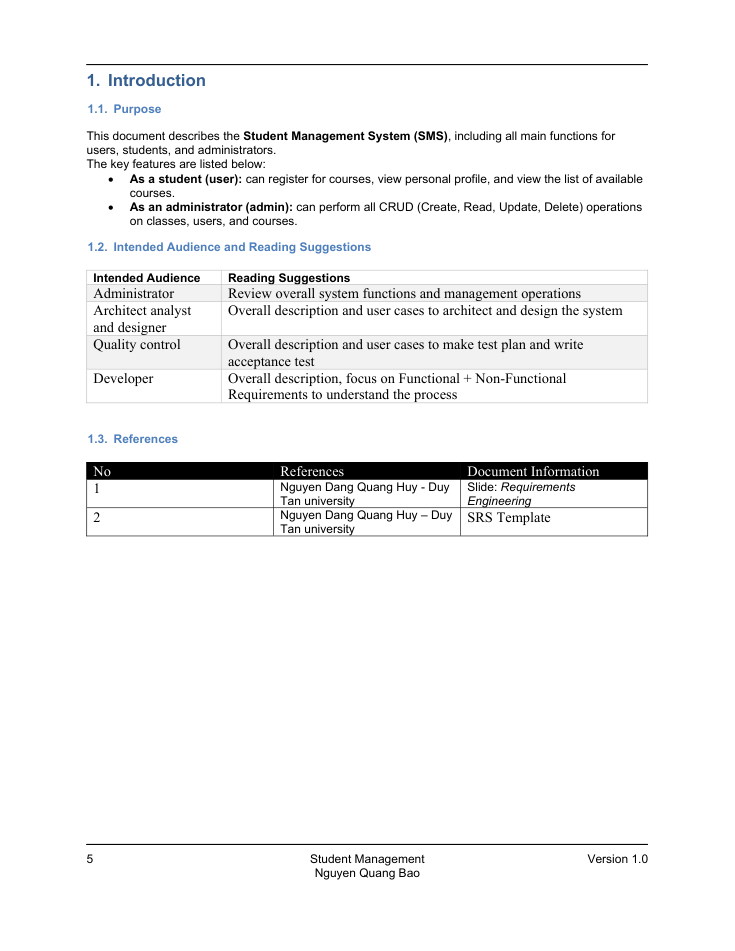 1. Introduction
1.1. Purpose
This document describes the Student Management System (SMS), including all main functions for
users, students, and administrators.
The key features are listed below:
• As a student (user): can register for courses, view personal profile, and view the list of available
courses.
• As an administrator (admin): can perform all CRUD (Create, Read, Update, Delete) operations
on classes, users, and courses.
1.2. Intended Audience and Reading Suggestions
Intended Audience Reading Suggestions
Administrator Review overall system functions and management operations
Architect analyst Overall description and user cases to architect and design the system
and designer
Quality control Overall description and user cases to make test plan and write
acceptance test
Developer Overall description, focus on Functional + Non-Functional
Requirements to understand the process
1.3. References
No References Document Information
1 Nguyen Dang Quang Huy - Duy Slide: Requirements
Tan university Engineering
2 Nguyen Dang Quang Huy – Duy SRS Template
Tan university
5 Student Management Version 1.0
Nguyen Quang Bao